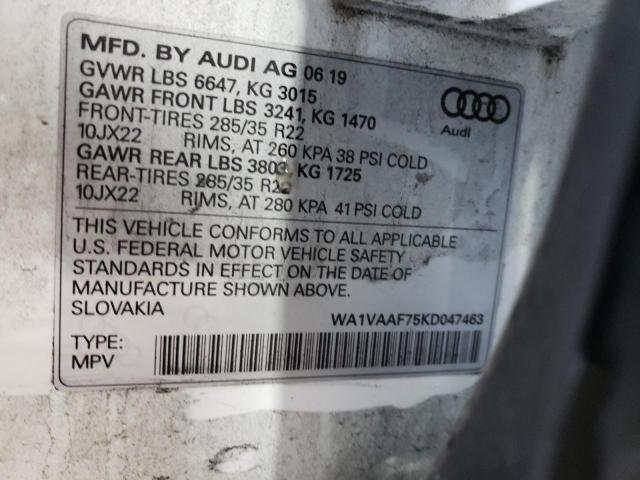 MFD. BY AUDI AG 06 19
GVWR LBS 6647, KG 3015
GAWR FRONT LBS 3241, KG 1470
FRONT-TIRES 285/35 R22
10JX22 RIMS, AT 260 KPA 38 PSI COLD
GAWR REAR LBS 3803, KG 1725
REAR-TIRES 285/35 R22
10JX22 RIMS, AT 280 KPA 41 PSI COLD
Audi
THIS VEHICLE CONFORMS TO ALL APPLICABLE
U.S. FEDERAL MOTOR VEHICLE SAFETY
STANDARDS IN EFFECT ON THE DATE OF
MANUFACTURE SHOWN ABOVE.
SLOVAKIA
WA1VAAF75KD047463
TYPE:
MPV